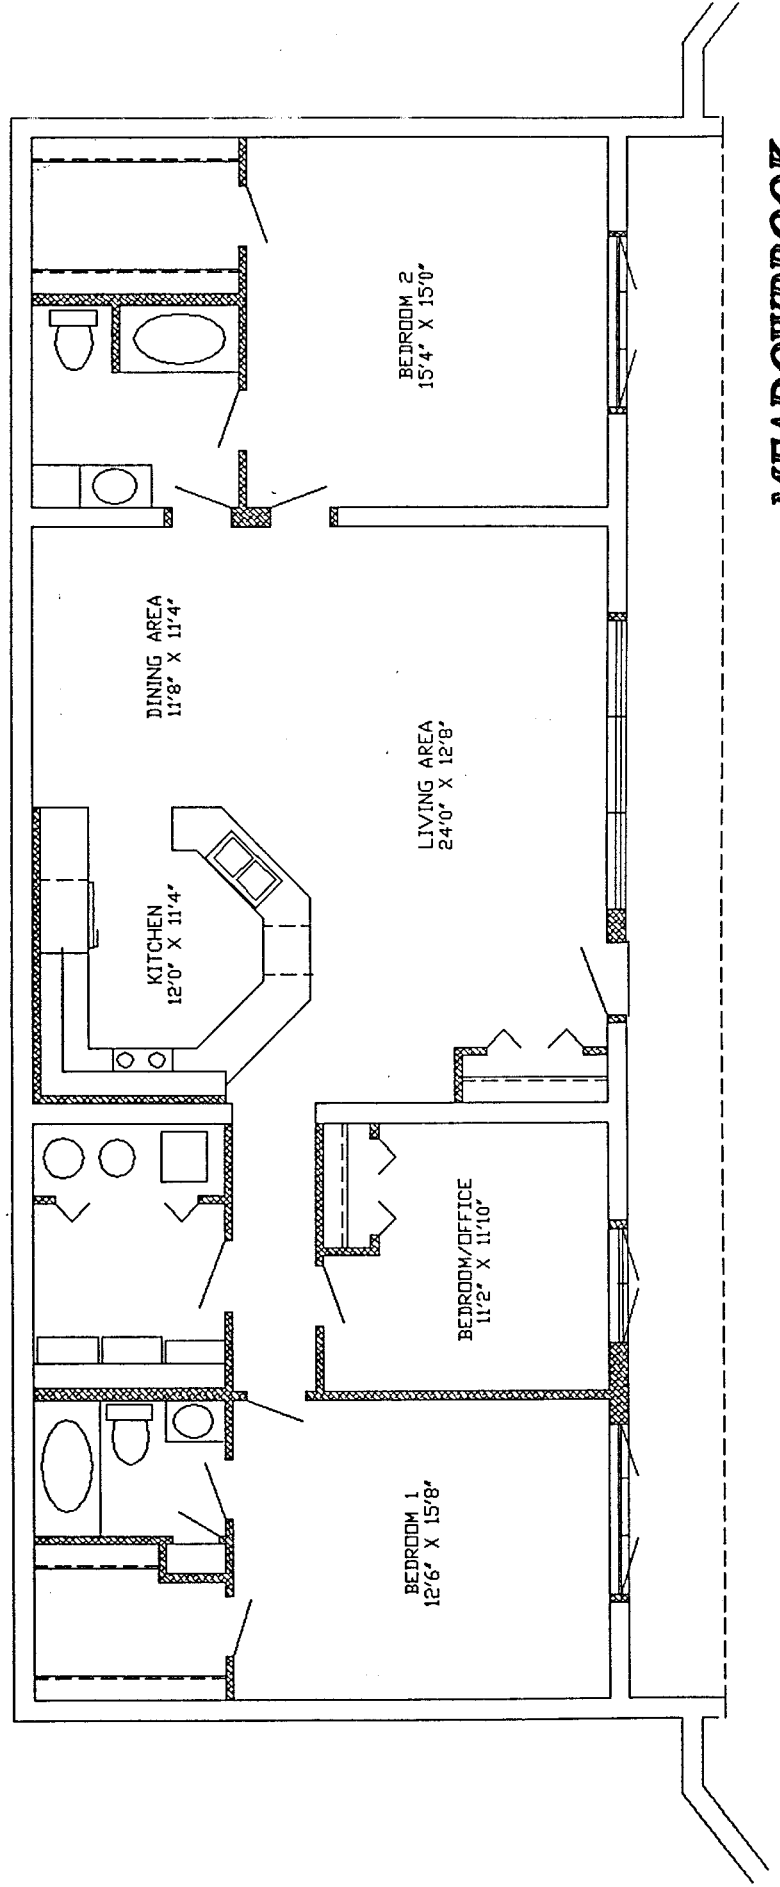 KITCHEN
12'0" X 11'4"
DINING AREA
11'8" X 11'4"
BEDROOM 1
12'6" X 15'8"
BEDROOM/OFFICE
11'2" X 11'10"
LIVING AREA
24'0" X 12'8"
BEDROOM 2
15'4" X 15'0"
MEADOWBROOK